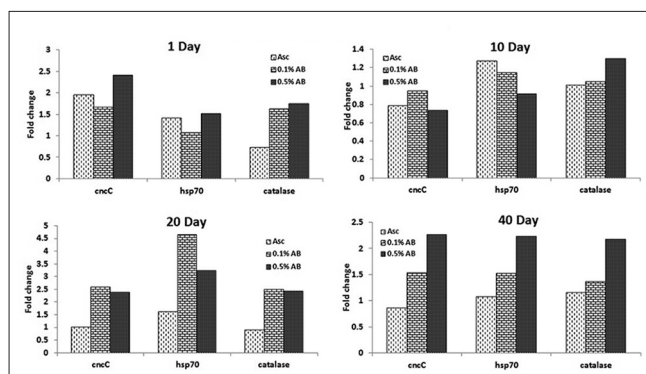 1 Day
Fold change
3
2.5
2
1.5
1
0.5
0
Asc
0.1% AB
0.5% AB
cncC hsp70 catalase
10 Day
Fold change
1.4
1.2
1
0.8
0.6
0.4
0.2
0
Asc
0.1% AB
0.5% AB
cncC hsp70 catalase
20 Day
Fold change
5
4.5
4
3.5
3
2.5
2
1.5
1
0.5
0
Asc
0.1% AB
0.5% AB
cncC hsp70 catalase
40 Day
Fold change
2.5
2
1.5
1
0.5
0
Asc
0.1% AB
0.5% AB
cncC hsp70 catalase